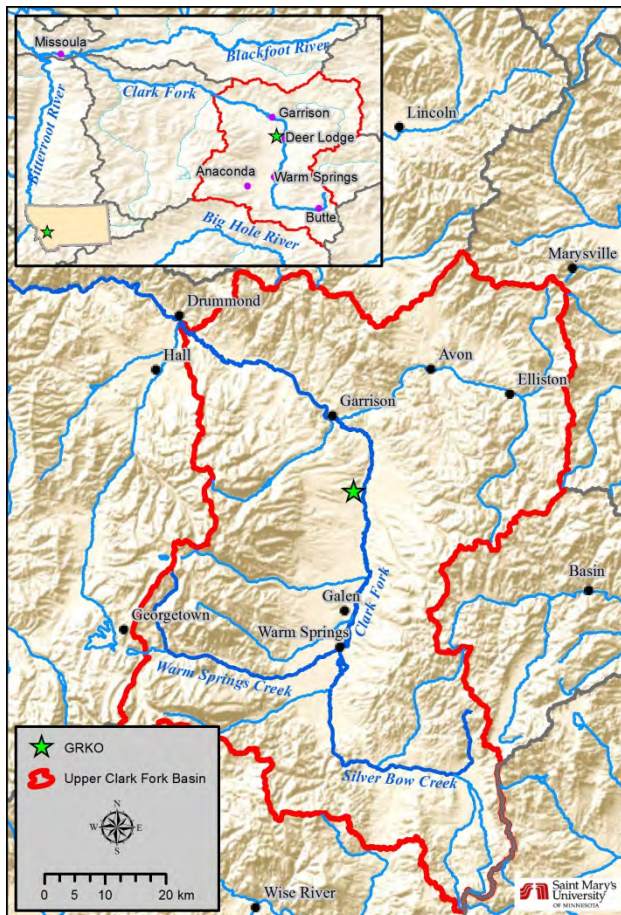 Missoula
Blackfoot River
Clark Fork
Bitterroot River
Garrison
Deer Lodge
Anaconda
Warm Springs
Butte
Big Hole River
Lincoln
Marysville
Drummond
Hall
Avon
Elliston
Garrison
Basin
Galen
Clark Fork
Georgetown
Warm Springs
Warm Springs Creek
Silver Bow Creek
GRKO
Upper Clark Fork Basin
N
W E
S
0 10 20 km
Wise River
Saint Mary's
University
OF MINNESOTA